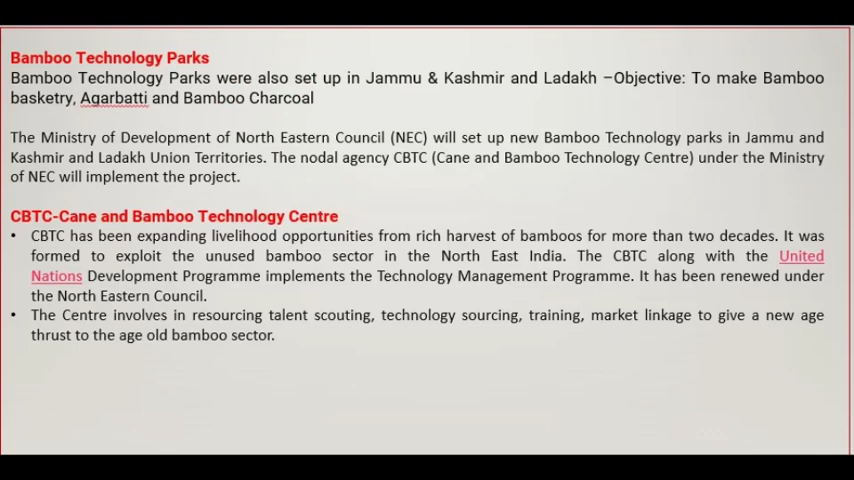 Bamboo Technology Parks
Bamboo Technology Parks were also set up in Jammu & Kashmir and Ladakh –Objective: To make Bamboo
basketry, Agarbatti and Bamboo Charcoal
The Ministry of Development of North Eastern Council (NEC) will set up new Bamboo Technology parks in Jammu and
Kashmir and Ladakh Union Territories. The nodal agency CBTC (Cane and Bamboo Technology Centre) under the Ministry
of NEC will implement the project.
CBTC-Cane and Bamboo Technology Centre
• CBTC has been expanding livelihood opportunities from rich harvest of bamboos for more than two decades. It was
formed to exploit the unused bamboo sector in the North East India. The CBTC along with the United
Nations Development Programme implements the Technology Management Programme. It has been renewed under
the North Eastern Council.
• The Centre involves in resourcing talent scouting, technology sourcing, training, market linkage to give a new age
thrust to the age old bamboo sector.